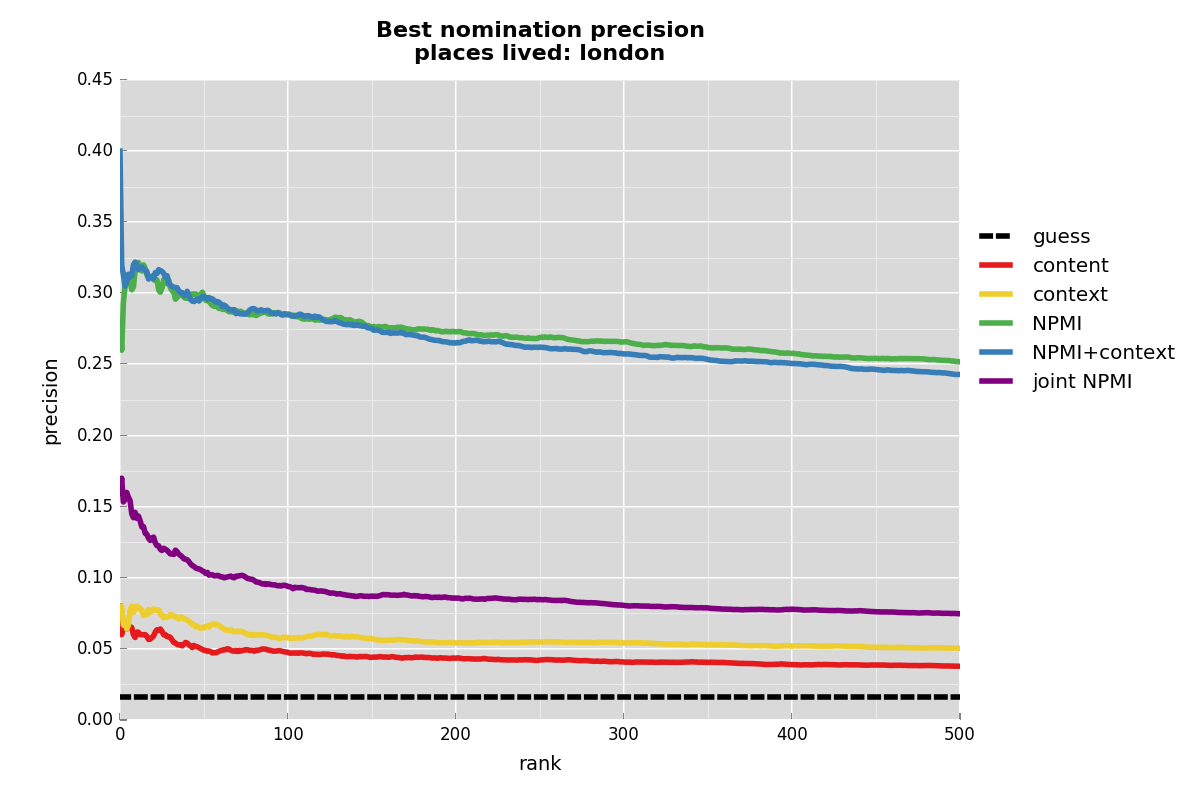 Best nomination precision
places lived: london
precision
0.45
0.40
0.35
0.30
0.25
0.20
0.15
0.10
0.05
0.00
0
100
200
300
400
500
rank
guess
content
context
NPMI
NPMI+context
joint NPMI